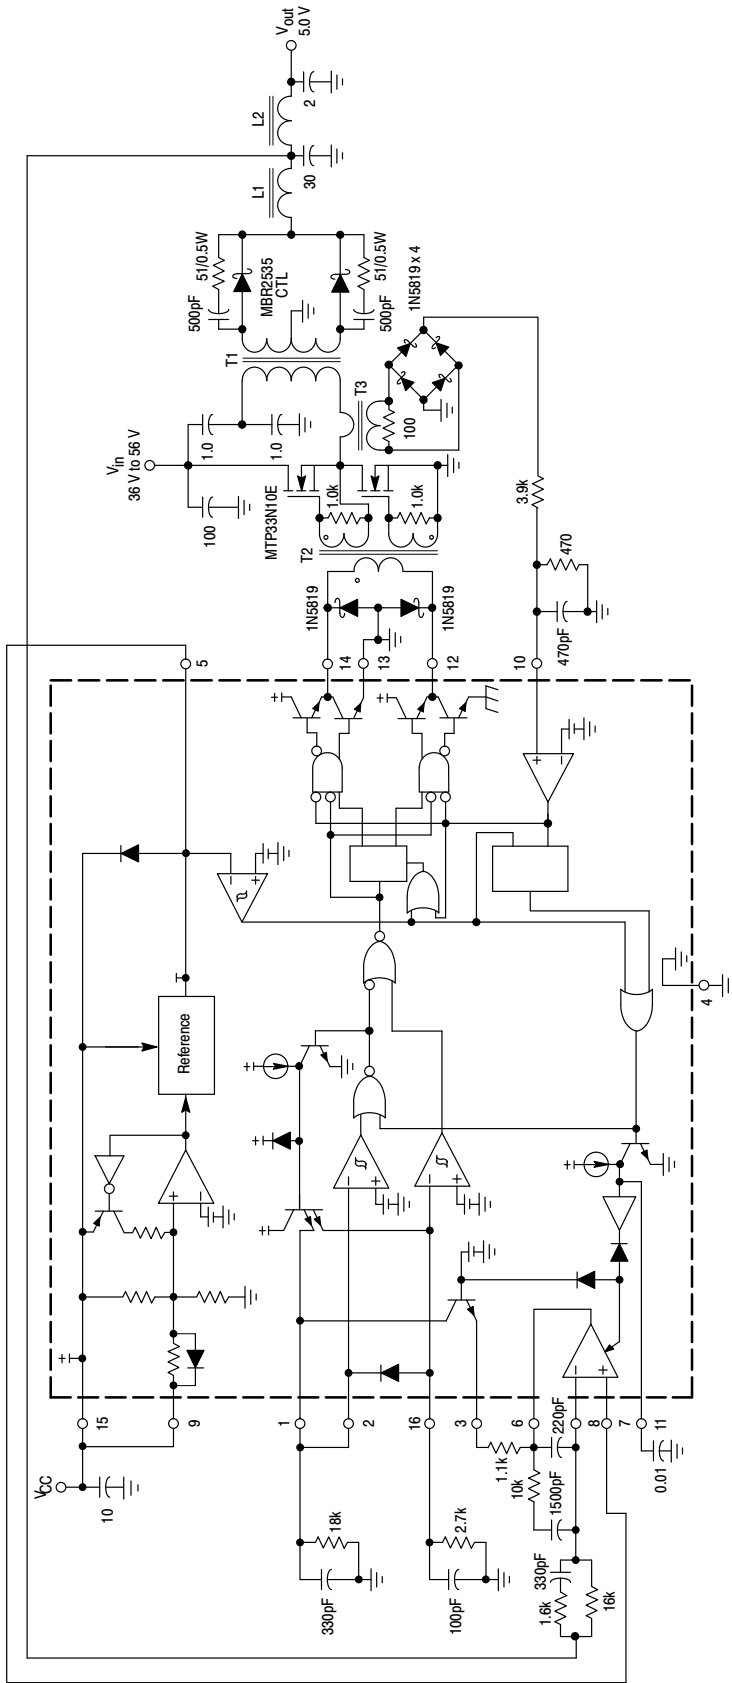 V_out
5.0 V
2
L2
30
L1
51/0.5W
500pF
MBR2535
CTL
51/0.5W
500pF
1N5819 x 4
T1
T3
100
1.0
1.0
V_in
36 V to 56 V
100
MTP33N10E
1.0k
1.0k
T2
3.9k
470
470pF
1N5819
1N5819
5
14
13
12
10
+
–
–
+
Reference
+
–
–
+
–
+
–
+
4
15
9
1
2
16
3
6
8
7
11
V_CC
10
18k
330pF
2.7k
100pF
1.1k
10k
220pF
1500pF
330pF
1.6k
16k
0.01